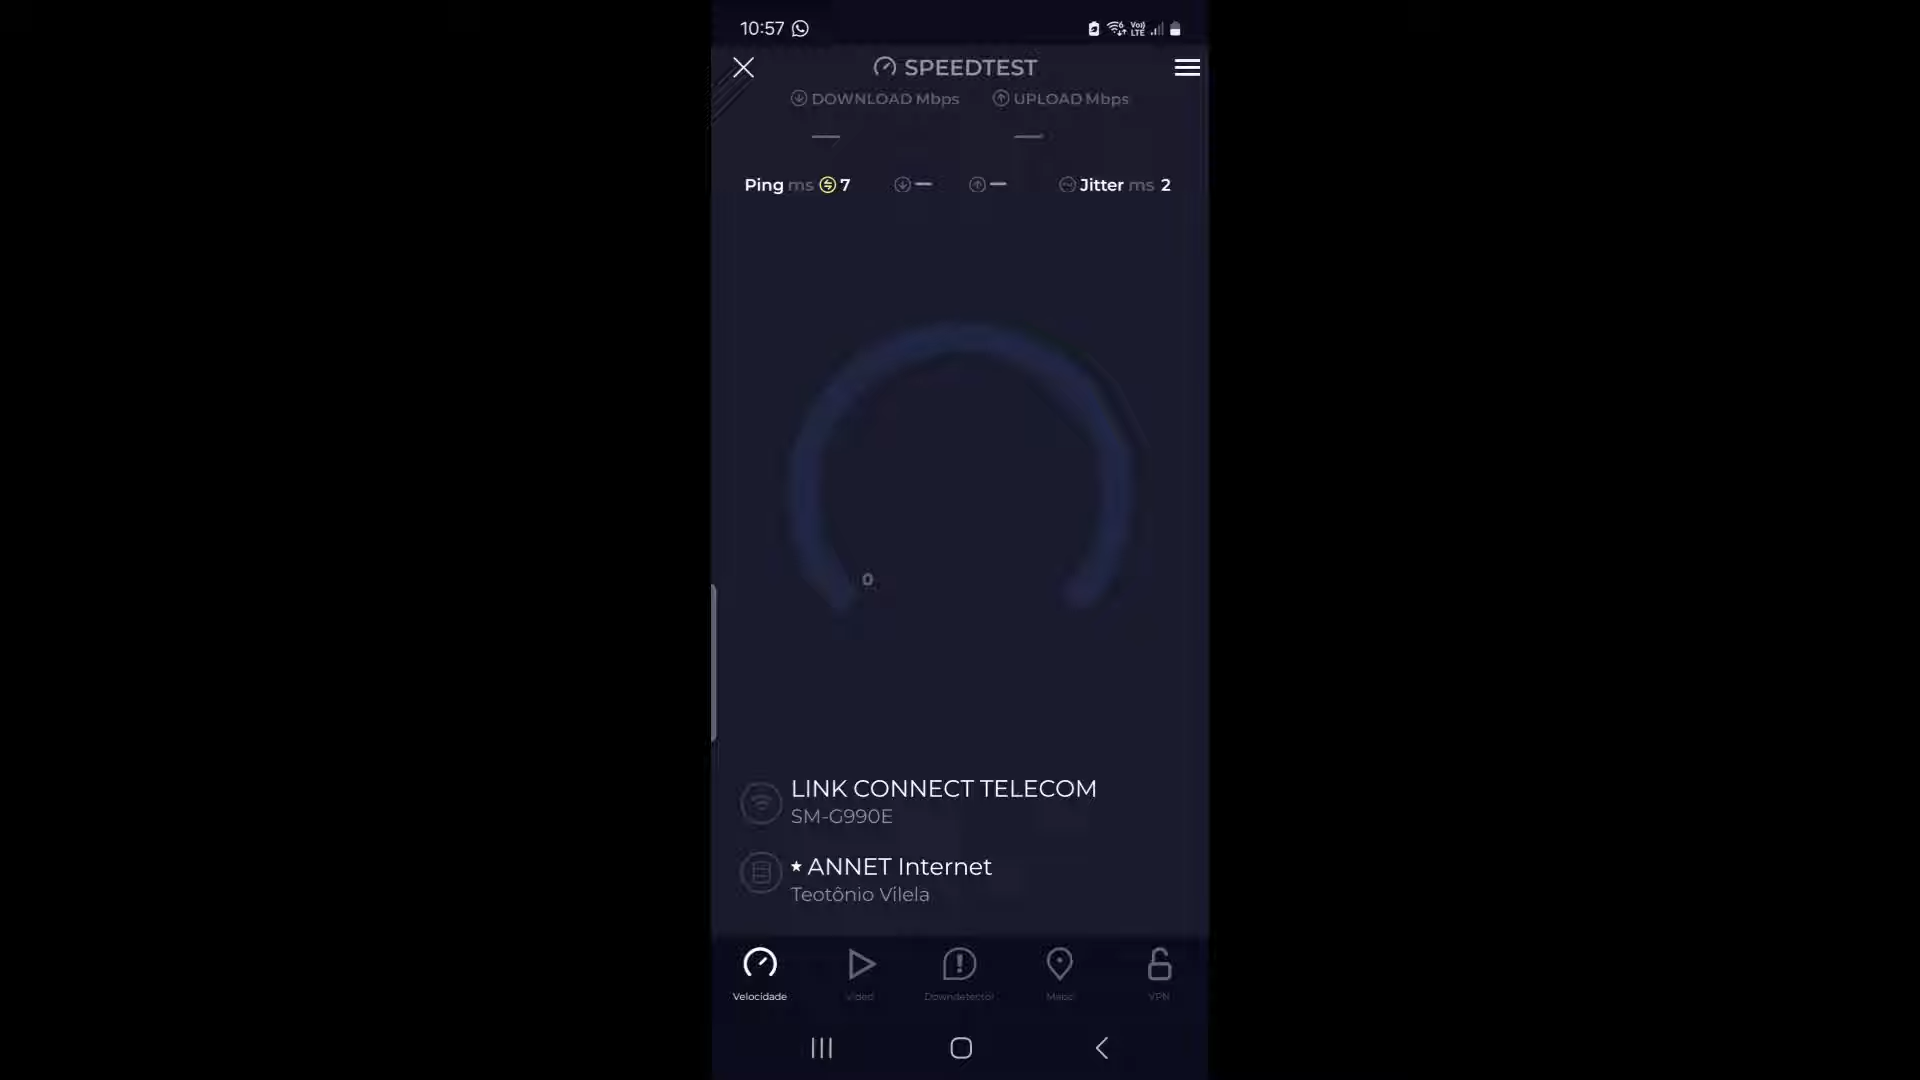 10:57
SPEEDTEST
DOWNLOAD Mbps UPLOAD Mbps
— —
Ping ms 7 — — Jitter ms 2
0
LINK CONNECT TELECOM
SM-G990E
★ ANNET Internet
Teotônio Vilela
Velocidade Vídeo Downdetector Mapa VPN